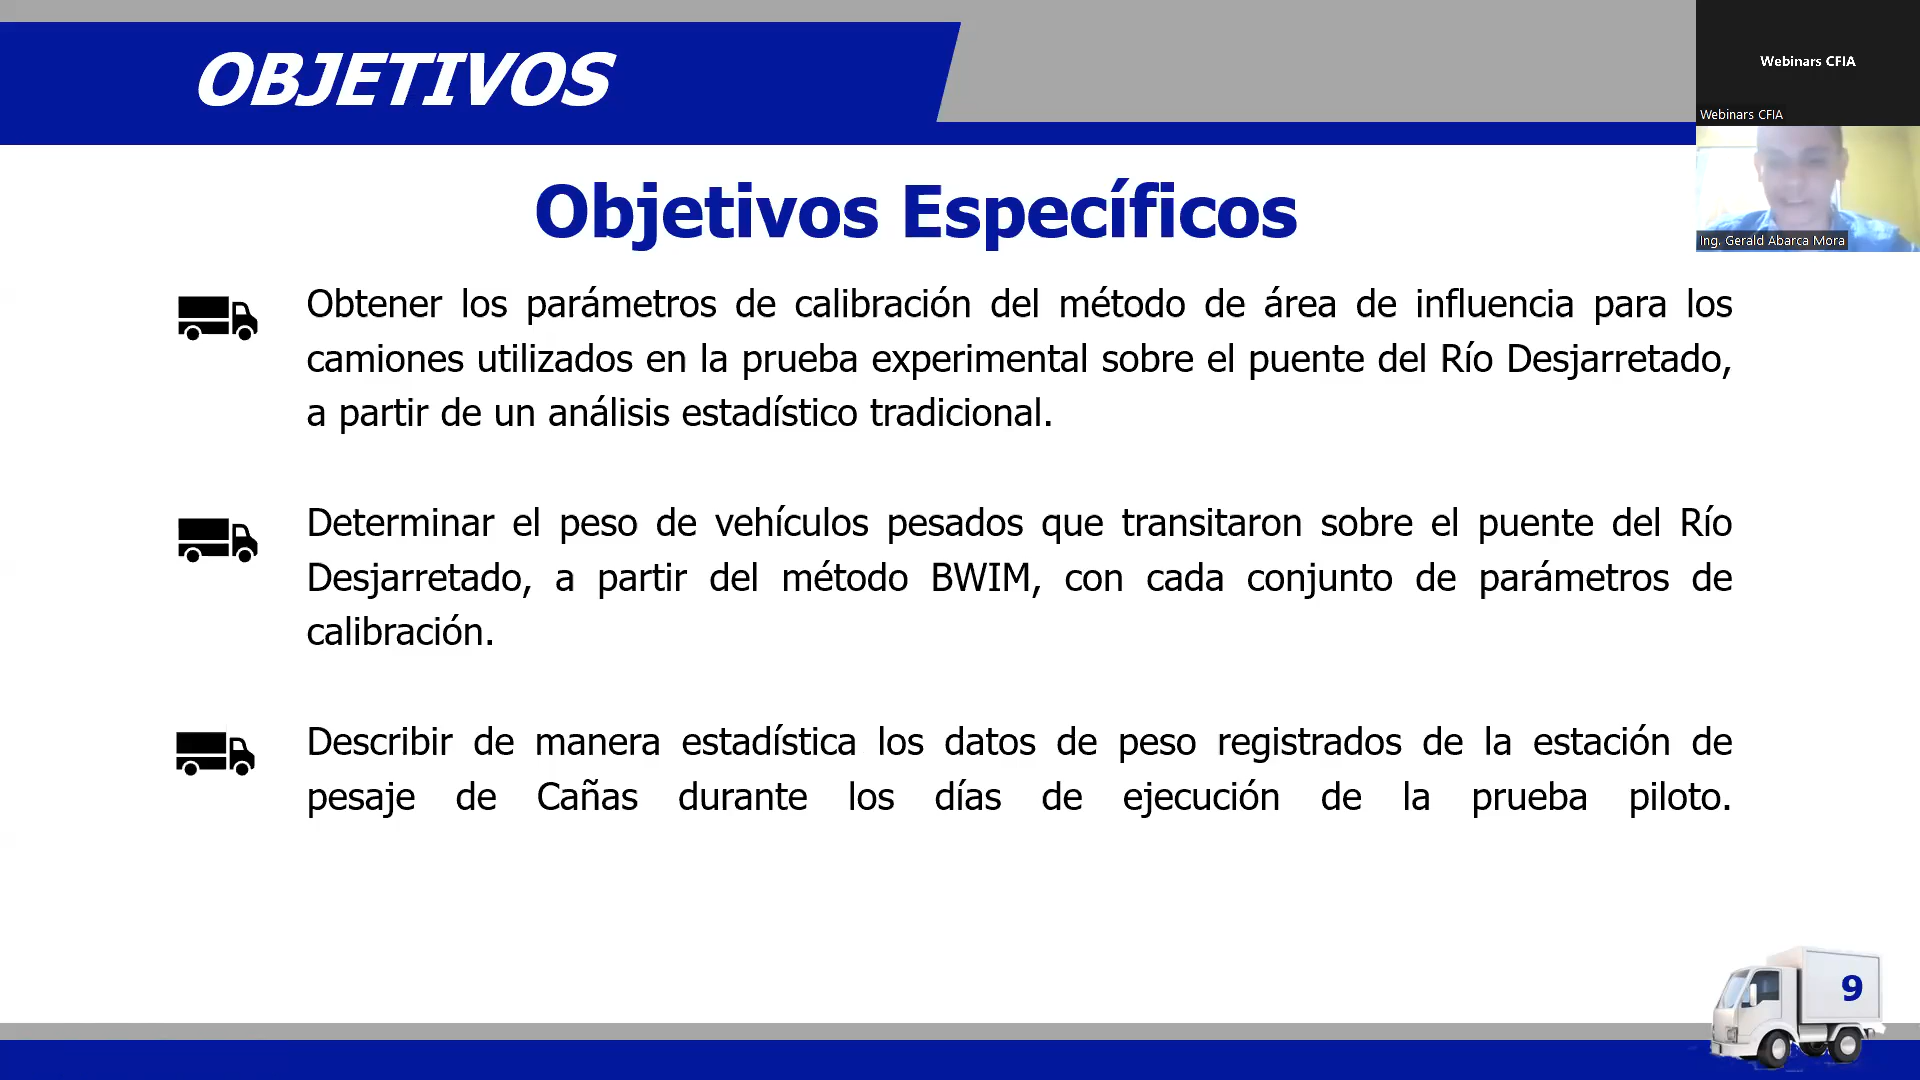 OBJETIVOS
Webinars CFIA
Webinars CFIA
Ing. Gerald Abarca Mora
Objetivos Específicos
Obtener los parámetros de calibración del método de área de influencia para los
camiones utilizados en la prueba experimental sobre el puente del Río Desjarretado,
a partir de un análisis estadístico tradicional.
Determinar el peso de vehículos pesados que transitaron sobre el puente del Río
Desjarretado, a partir del método BWIM, con cada conjunto de parámetros de
calibración.
Describir de manera estadística los datos de peso registrados de la estación de
pesaje de Cañas durante los días de ejecución de la prueba piloto.
9